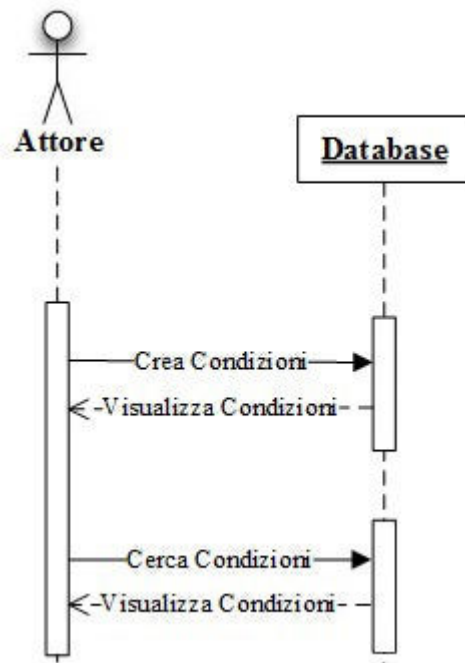 Attore
Database
Crea Condizioni
Visualizza Condizioni
Cerca Condizioni
Visualizza Condizioni